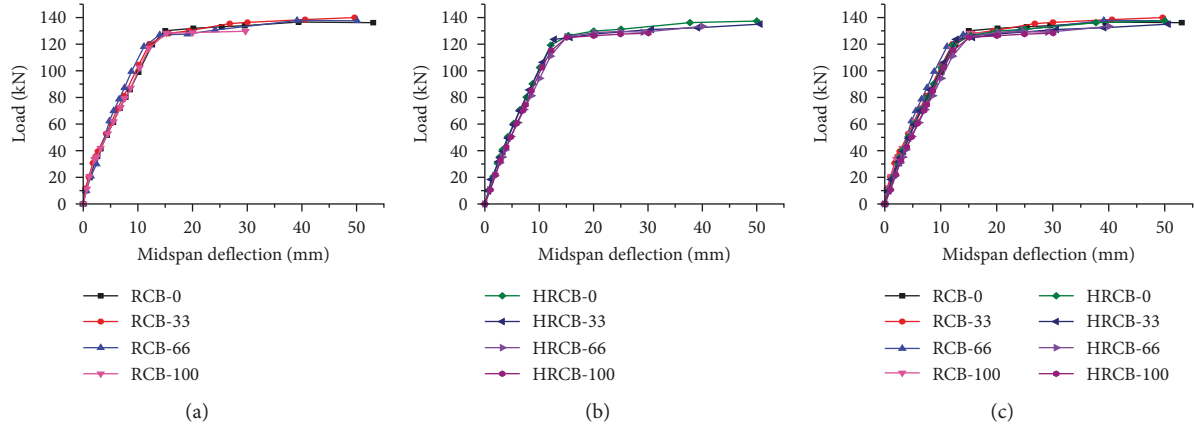 140
120
100
80
60
40
20
0
Load (kN)
0 10 20 30 40 50
Midspan deflection (mm)
RCB-0
RCB-33
RCB-66
RCB-100
(a)
140
120
100
80
60
40
20
0
Load (kN)
0 10 20 30 40 50
Midspan deflection (mm)
HRCB-0
HRCB-33
HRCB-66
HRCB-100
(b)
140
120
100
80
60
40
20
0
Load (kN)
0 10 20 30 40 50
Midspan deflection (mm)
RCB-0 HRCB-0
RCB-33 HRCB-33
RCB-66 HRCB-66
RCB-100 HRCB-100
(c)